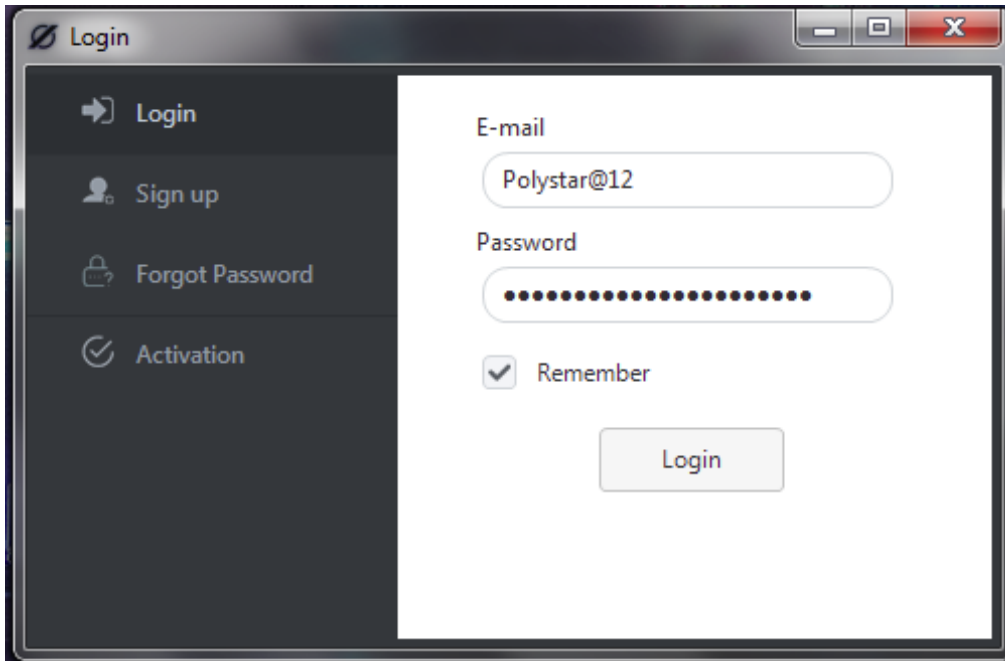 Login
Login
Sign up
Forgot Password
Activation
E-mail
Polystar@12
Password
••••••••••••••••••••••
Remember
Login